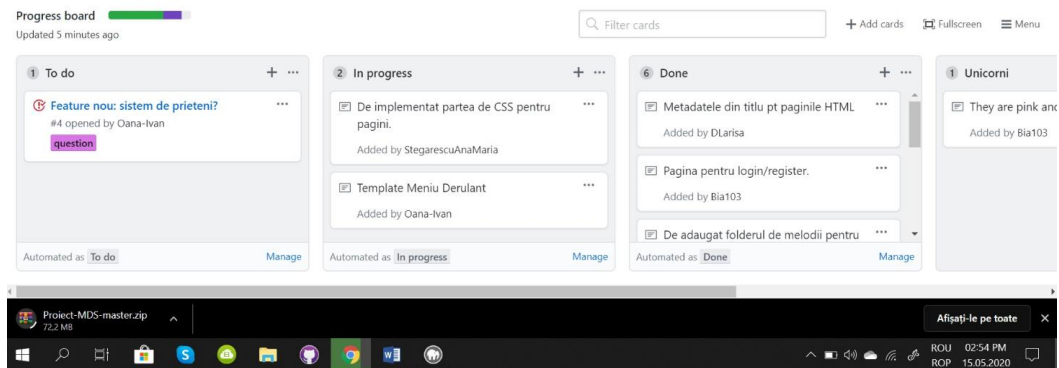 Progress board
Updated 5 minutes ago
Filter cards
Add cards
Fullscreen
Menu
1 To do
Feature nou: sistem de prieteni?
#4 opened by Oana-Ivan
question
Automated as To do
Manage
2 In progress
De implementat partea de CSS pentru
pagini.
Added by StegarescuAnaMaria
Template Meniu Derulant
Added by Oana-Ivan
Automated as In progress
Manage
6 Done
Metadatele din titlu pt paginile HTML
Added by DLarisa
Pagina pentru login/register.
Added by Bia103
De adaugat folderul de melodii pentru
Automated as Done
Manage
1 Unicorni
They are pink and
Added by Bia103
Proiect-MDS-master.zip
72,2 MB
Afișați-le pe toate
ROU 02:54 PM
ROP 15.05.2020